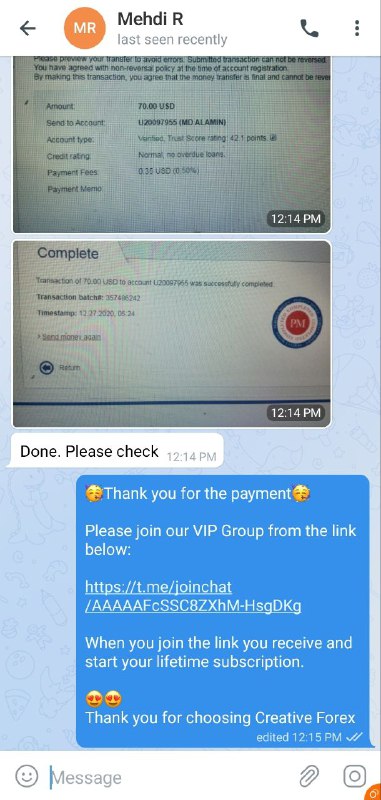 Mehdi R
MR
last seen recently
Please preview your transfer to avoid errors. Submitted transaction can not be reversed.
You have agreed with non-reversal policy at the time of account registration.
By making this transaction, you agree that the money transfer is final and cannot be rever
Amount: 70.00 USD
Send to Account: U20097955 (MD ALAMIN)
Account type: Verified, Trust Score rating: 42.1 points.
Credit rating: Normal, no overdue loans.
Payment Fees: 0.35 USD (0.50%)
Payment Memo:
12:14 PM
Complete
Transaction of 70.00 USD to account U20097955 was successfully completed.
Transaction batch#: 357496242
Timestamp: 12.27.2020, 05:24
› Send money again
PM
Return
12:14 PM
Done. Please check 12:14 PM
🥳Thank you for the payment🥳
Please join our VIP Group from the link
below:
https://t.me/joinchat
/AAAAAFcSSC8ZXhM-HsgDKg
When you join the link you receive and
start your lifetime subscription.
😍😍
Thank you for choosing Creative Forex
edited 12:15 PM
Message